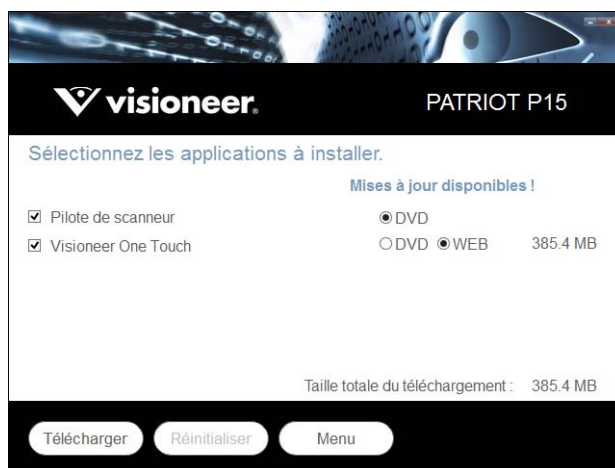 visioneer.
PATRIOT P15
Sélectionnez les applications à installer.
Mises à jour disponibles !
Pilote de scanneur DVD
Visioneer One Touch DVD WEB 385.4 MB
Taille totale du téléchargement : 385.4 MB
Télécharger Réinitialiser Menu